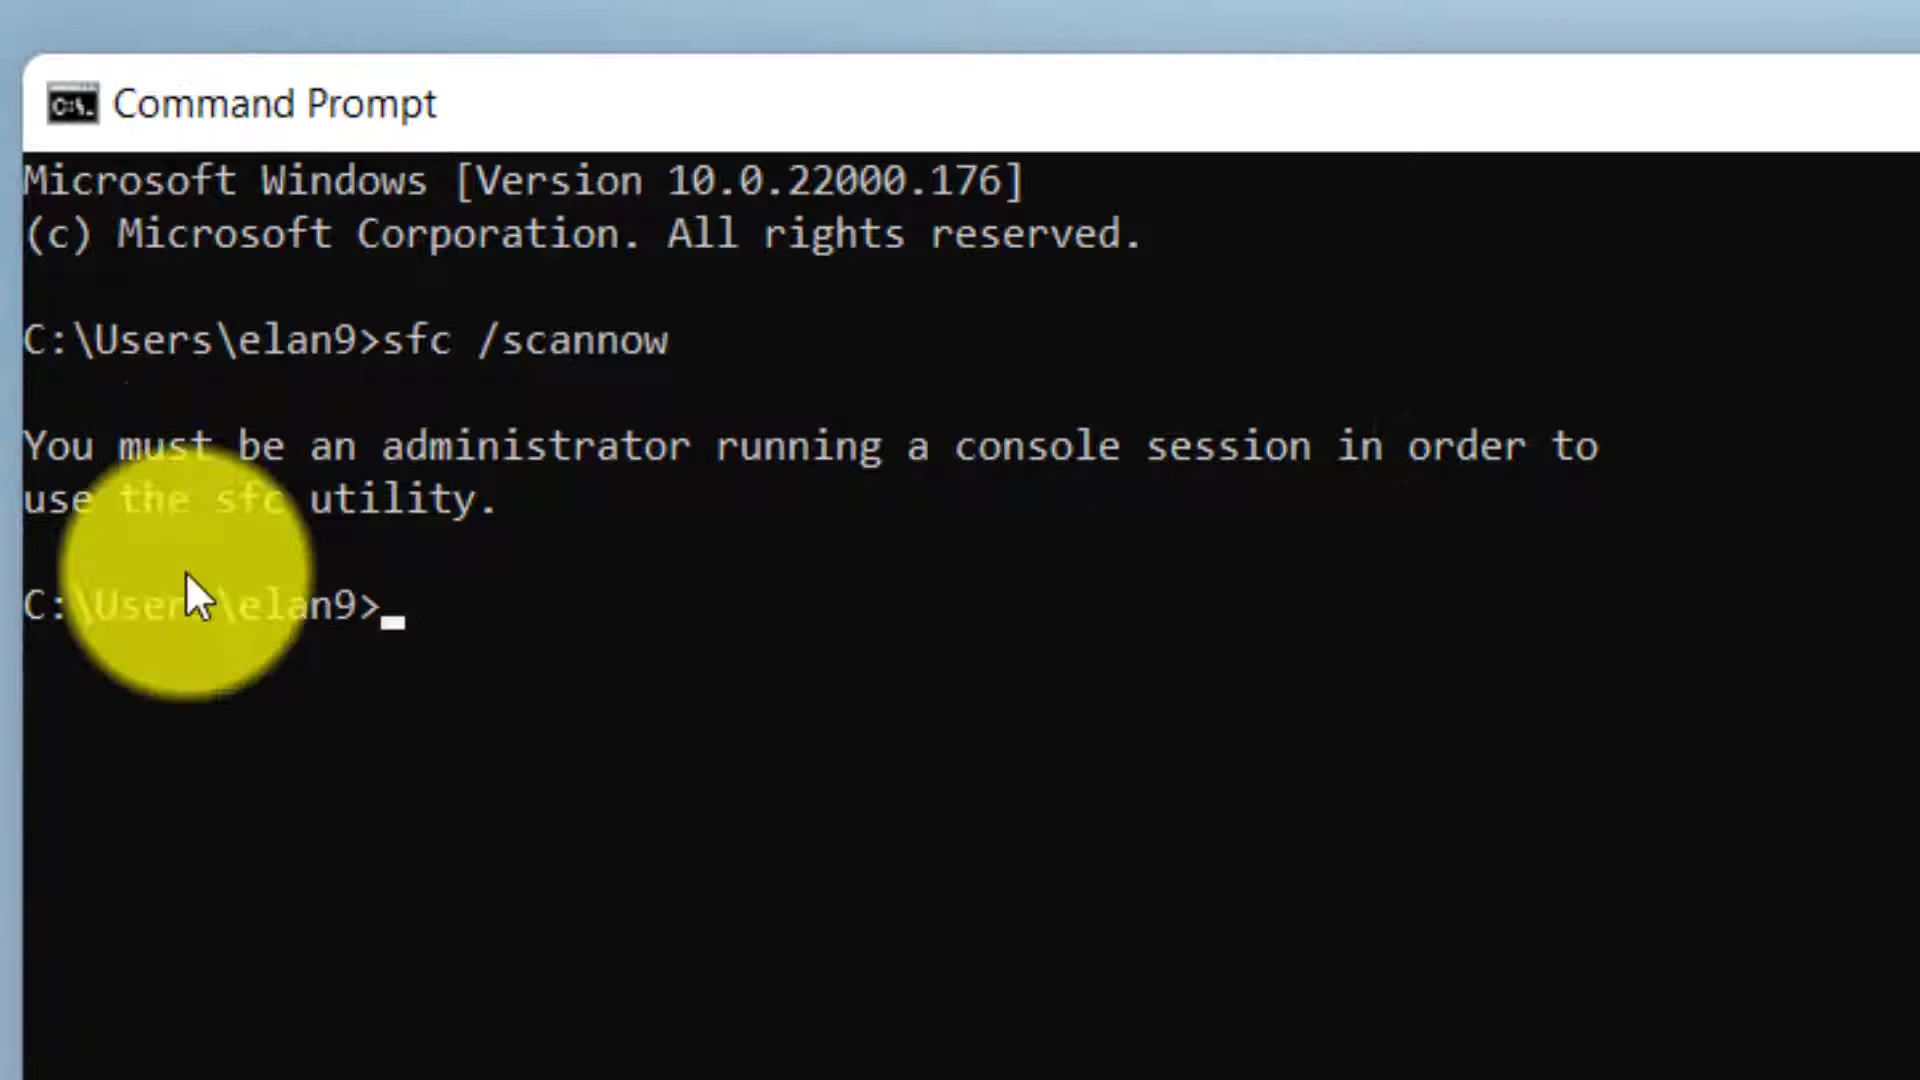 Command Prompt
Microsoft Windows [Version 10.0.22000.176]
(c) Microsoft Corporation. All rights reserved.
C:\Users\elan9>sfc /scannow
You must be an administrator running a console session in order to
use the sfc utility.
C:\Users\elan9>